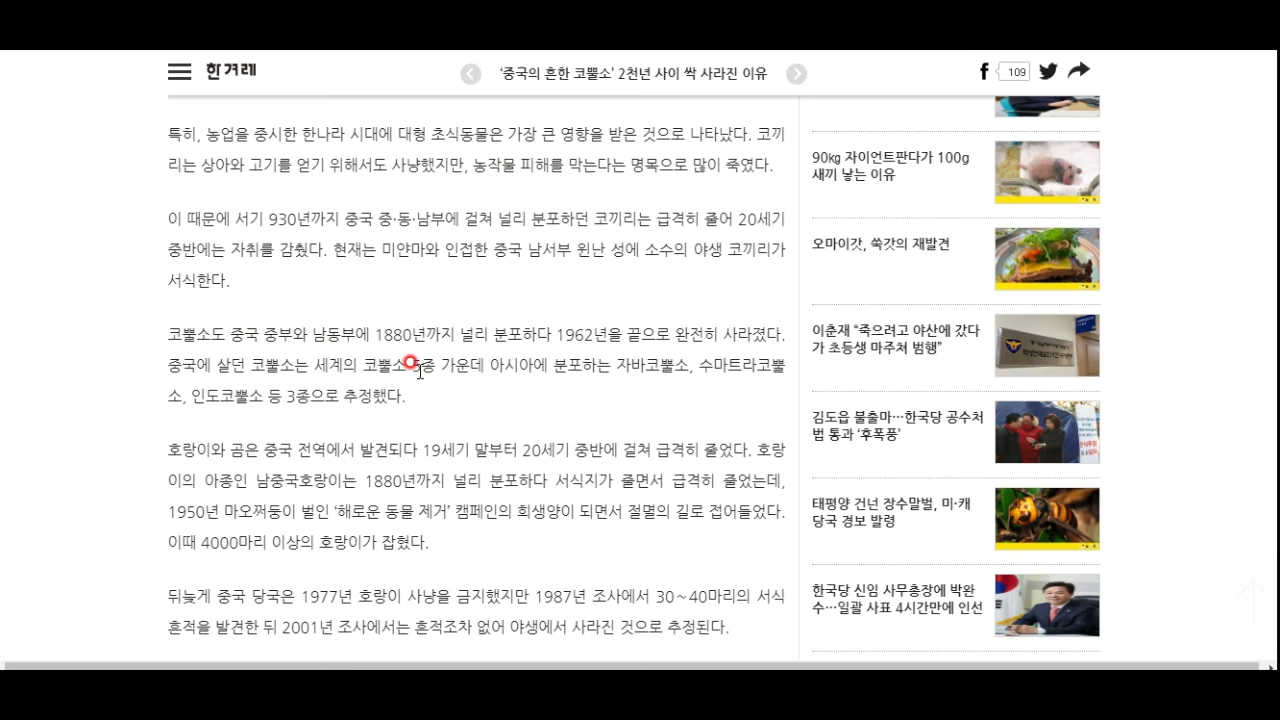 한겨레
‘중국의 흔한 코뿔소’ 2천년 사이 싹 사라진 이유
109
특히, 농업을 중시한 한나라 시대에 대형 초식동물은 가장 큰 영향을 받은 것으로 나타났다. 코끼
리는 상아와 고기를 얻기 위해서도 사냥했지만, 농작물 피해를 막는다는 명목으로 많이 죽였다.
이 때문에 서기 930년까지 중국 중·동·남부에 걸쳐 널리 분포하던 코끼리는 급격히 줄어 20세기
중반에는 자취를 감췄다. 현재는 미얀마와 인접한 중국 남서부 윈난 성에 소수의 야생 코끼리가
서식한다.
코뿔소도 중국 중부와 남동부에 1880년까지 널리 분포하다 1962년을 끝으로 완전히 사라졌다.
중국에 살던 코뿔소는 세계의 코뿔소 5종 가운데 아시아에 분포하는 자바코뿔소, 수마트라코뿔
소, 인도코뿔소 등 3종으로 추정했다.
호랑이와 곰은 중국 전역에서 발견되다 19세기 말부터 20세기 중반에 걸쳐 급격히 줄었다. 호랑
이의 아종인 남중국호랑이는 1880년까지 널리 분포하다 서식지가 줄면서 급격히 줄었는데,
1950년 마오쩌둥이 벌인 ‘해로운 동물 제거’ 캠페인의 희생양이 되면서 절멸의 길로 접어들었다.
이때 4000마리 이상의 호랑이가 잡혔다.
뒤늦게 중국 당국은 1977년 호랑이 사냥을 금지했지만 1987년 조사에서 30～40마리의 서식
흔적을 발견한 뒤 2001년 조사에서는 흔적조차 없어 야생에서 사라진 것으로 추정된다.
90㎏ 자이언트판다가 100g
새끼 낳는 이유
오마이갓, 쑥갓의 재발견
이춘재 “죽으려고 야산에 갔다
가 초등생 마주쳐 범행”
김도읍 불출마…한국당 공수처
법 통과 ‘후폭풍’
태평양 건넌 장수말벌, 미·캐
당국 경보 발령
한국당 신임 사무총장에 박완
수…일괄 사표 4시간만에 인선